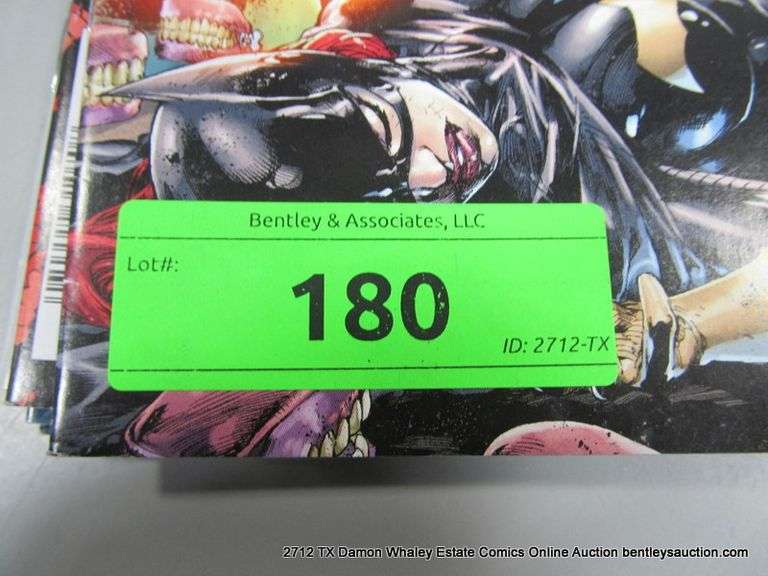 Bentley & Associates, LLC
Lot#:
180
ID: 2712-TX
2712 TX Damon Whaley Estate Comics Online Auction bentleysauction.com